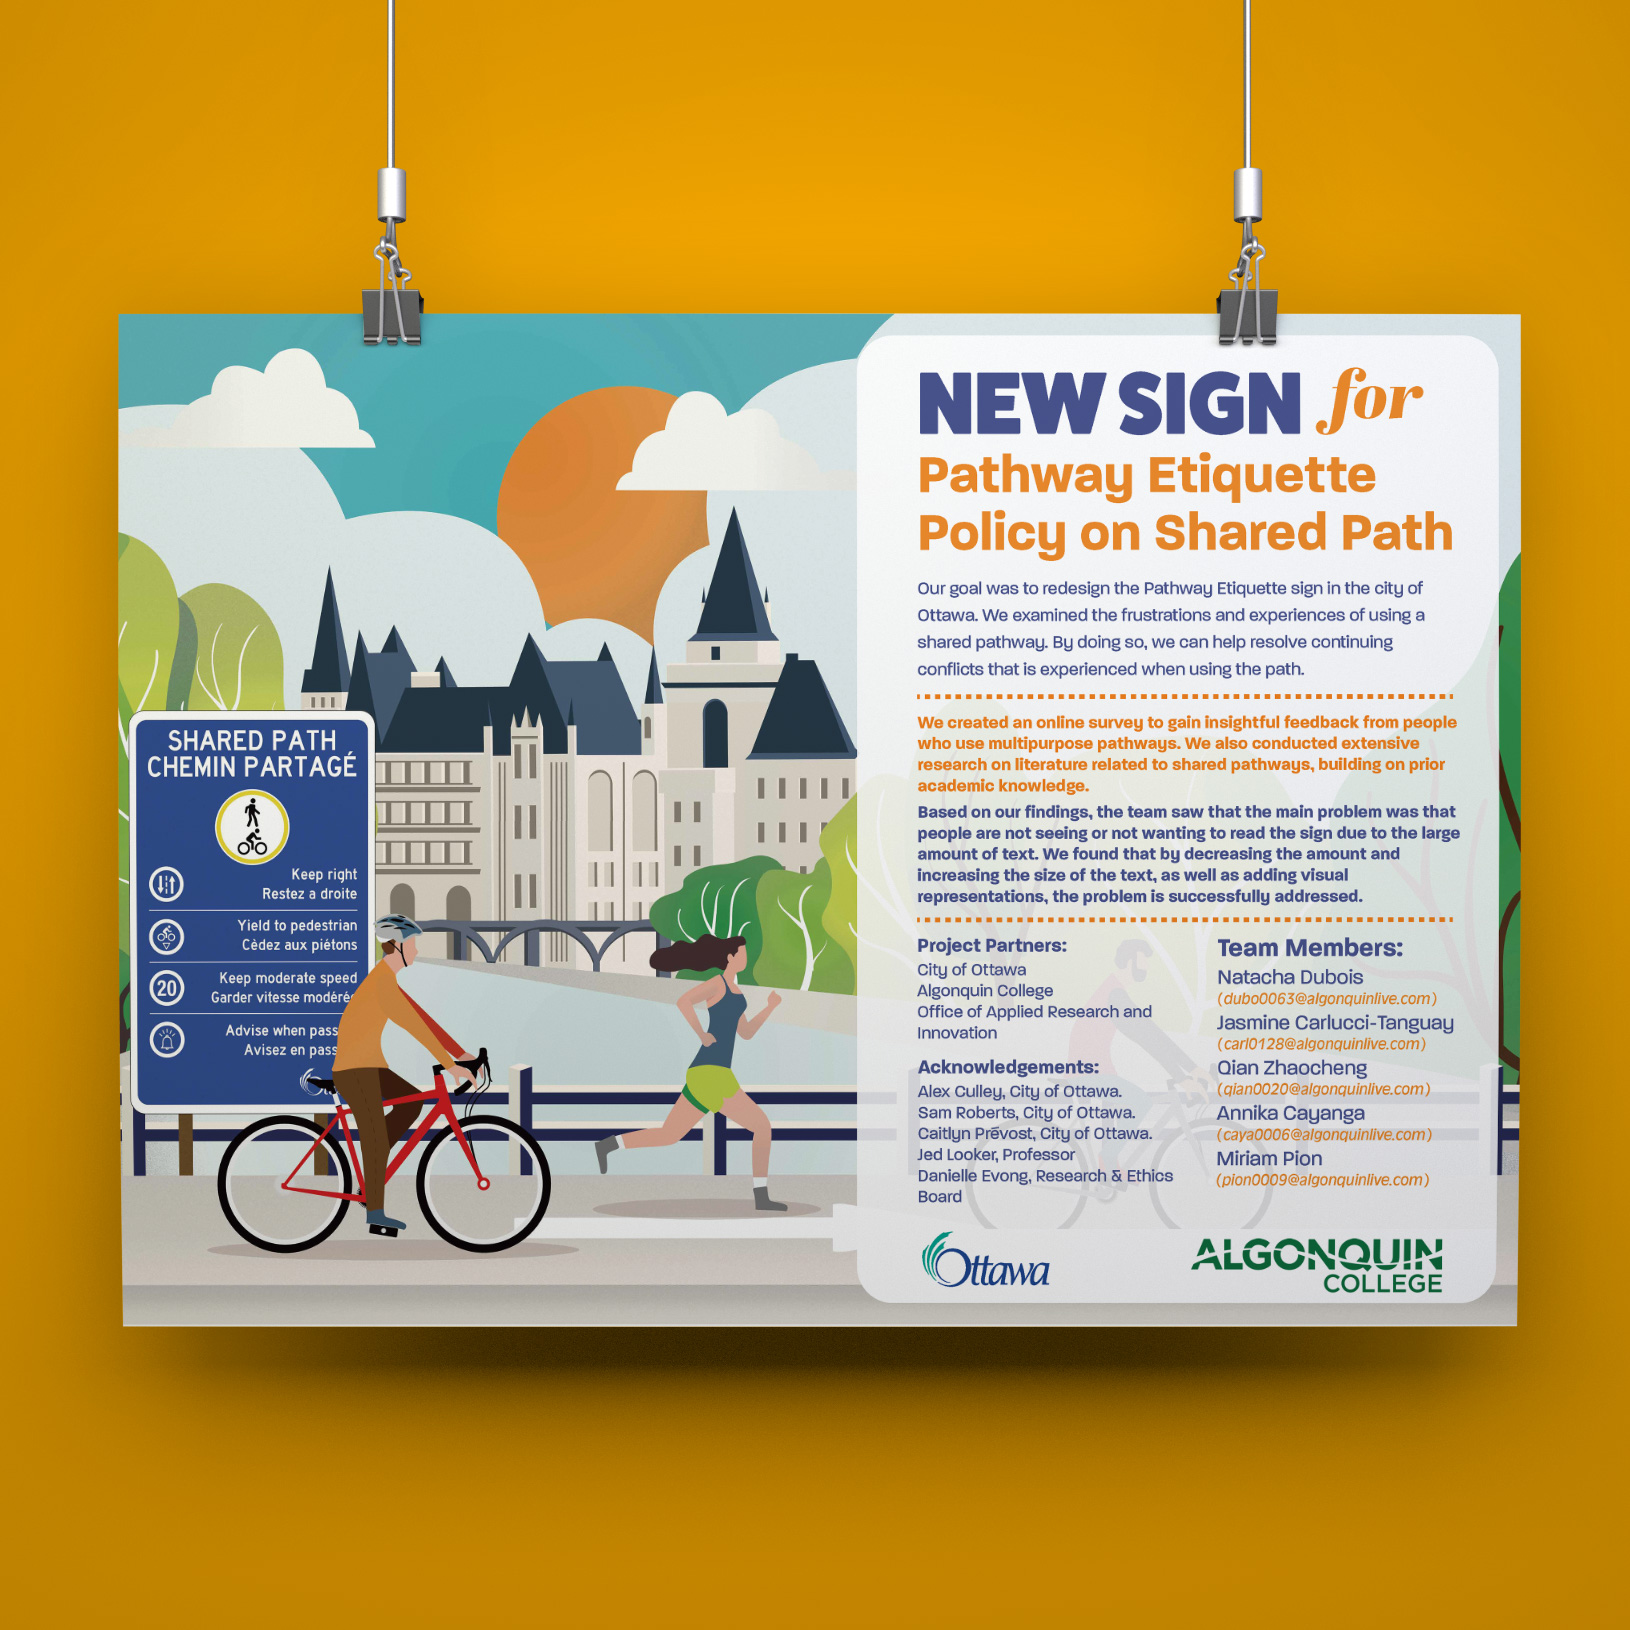 SHARED PATH
CHEMIN PARTAGÉ
Keep right
Restez a droite
Yield to pedestrian
Cèdez aux piétons
20
Keep moderate speed
Garder vitesse modérée
Advise when pass
Avisez en pass
NEW SIGN for
Pathway Etiquette
Policy on Shared Path
Our goal was to redesign the Pathway Etiquette sign in the city of
Ottawa. We examined the frustrations and experiences of using a
shared pathway. By doing so, we can help resolve continuing
conflicts that is experienced when using the path.
We created an online survey to gain insightful feedback from people
who use multipurpose pathways. We also conducted extensive
research on literature related to shared pathways, building on prior
academic knowledge.
Based on our findings, the team saw that the main problem was that
people are not seeing or not wanting to read the sign due to the large
amount of text. We found that by decreasing the amount and
increasing the size of the text, as well as adding visual
representations, the problem is successfully addressed.
Project Partners:
City of Ottawa
Algonquin College
Office of Applied Research and
Innovation
Acknowledgements:
Alex Culley, City of Ottawa.
Sam Roberts, City of Ottawa.
Caitlyn Prévost, City of Ottawa.
Jed Looker, Professor
Danielle Evong, Research & Ethics
Board
Team Members:
Natacha Dubois
(dubo0063@algonquinlive.com)
Jasmine Carlucci-Tanguay
(carl0128@algonquinlive.com)
Qian Zhaocheng
(qian0020@algonquinlive.com)
Annika Cayanga
(caya0006@algonquinlive.com)
Miriam Pion
(pion0009@algonquinlive.com)
Ottawa
ALGONQUIN
COLLEGE